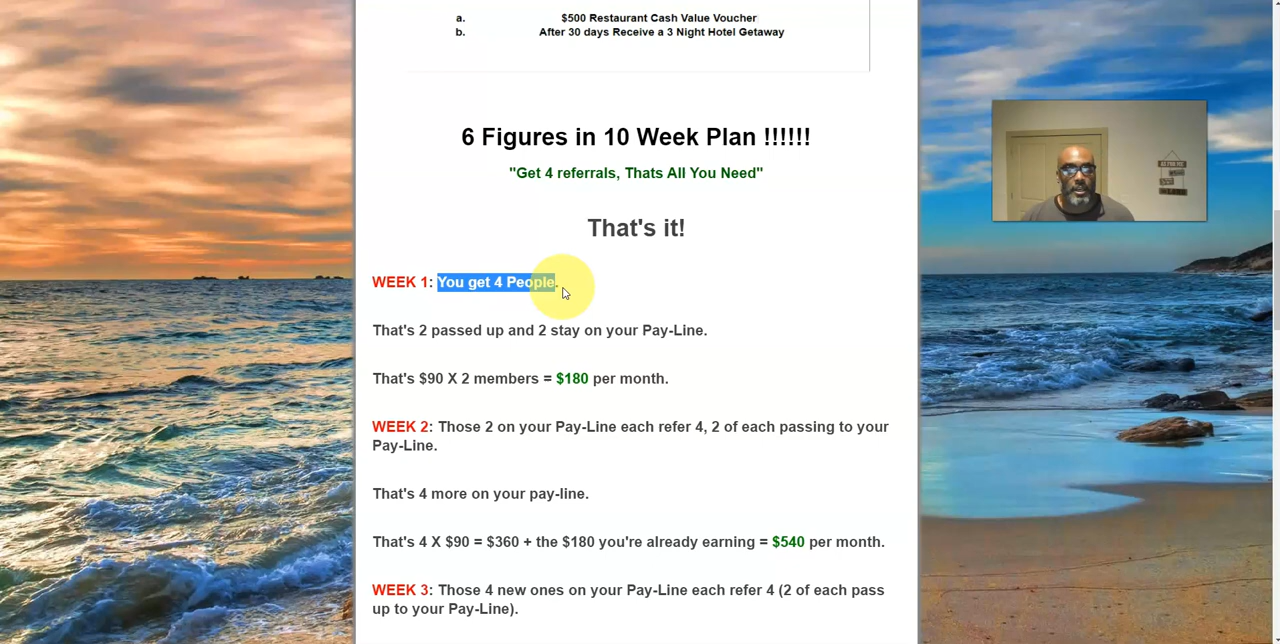 a. $500 Restaurant Cash Value Voucher
b. After 30 days Receive a 3 Night Hotel Getaway
6 Figures in 10 Week Plan !!!!!!
"Get 4 referrals, Thats All You Need"
That's it!
WEEK 1: You get 4 People.
That's 2 passed up and 2 stay on your Pay-Line.
That's $90 X 2 members = $180 per month.
WEEK 2: Those 2 on your Pay-Line each refer 4, 2 of each passing to your
Pay-Line.
That's 4 more on your pay-line.
That's 4 X $90 = $360 + the $180 you're already earning = $540 per month.
WEEK 3: Those 4 new ones on your Pay-Line each refer 4 (2 of each pass
up to your Pay-Line).
AS FOR ME